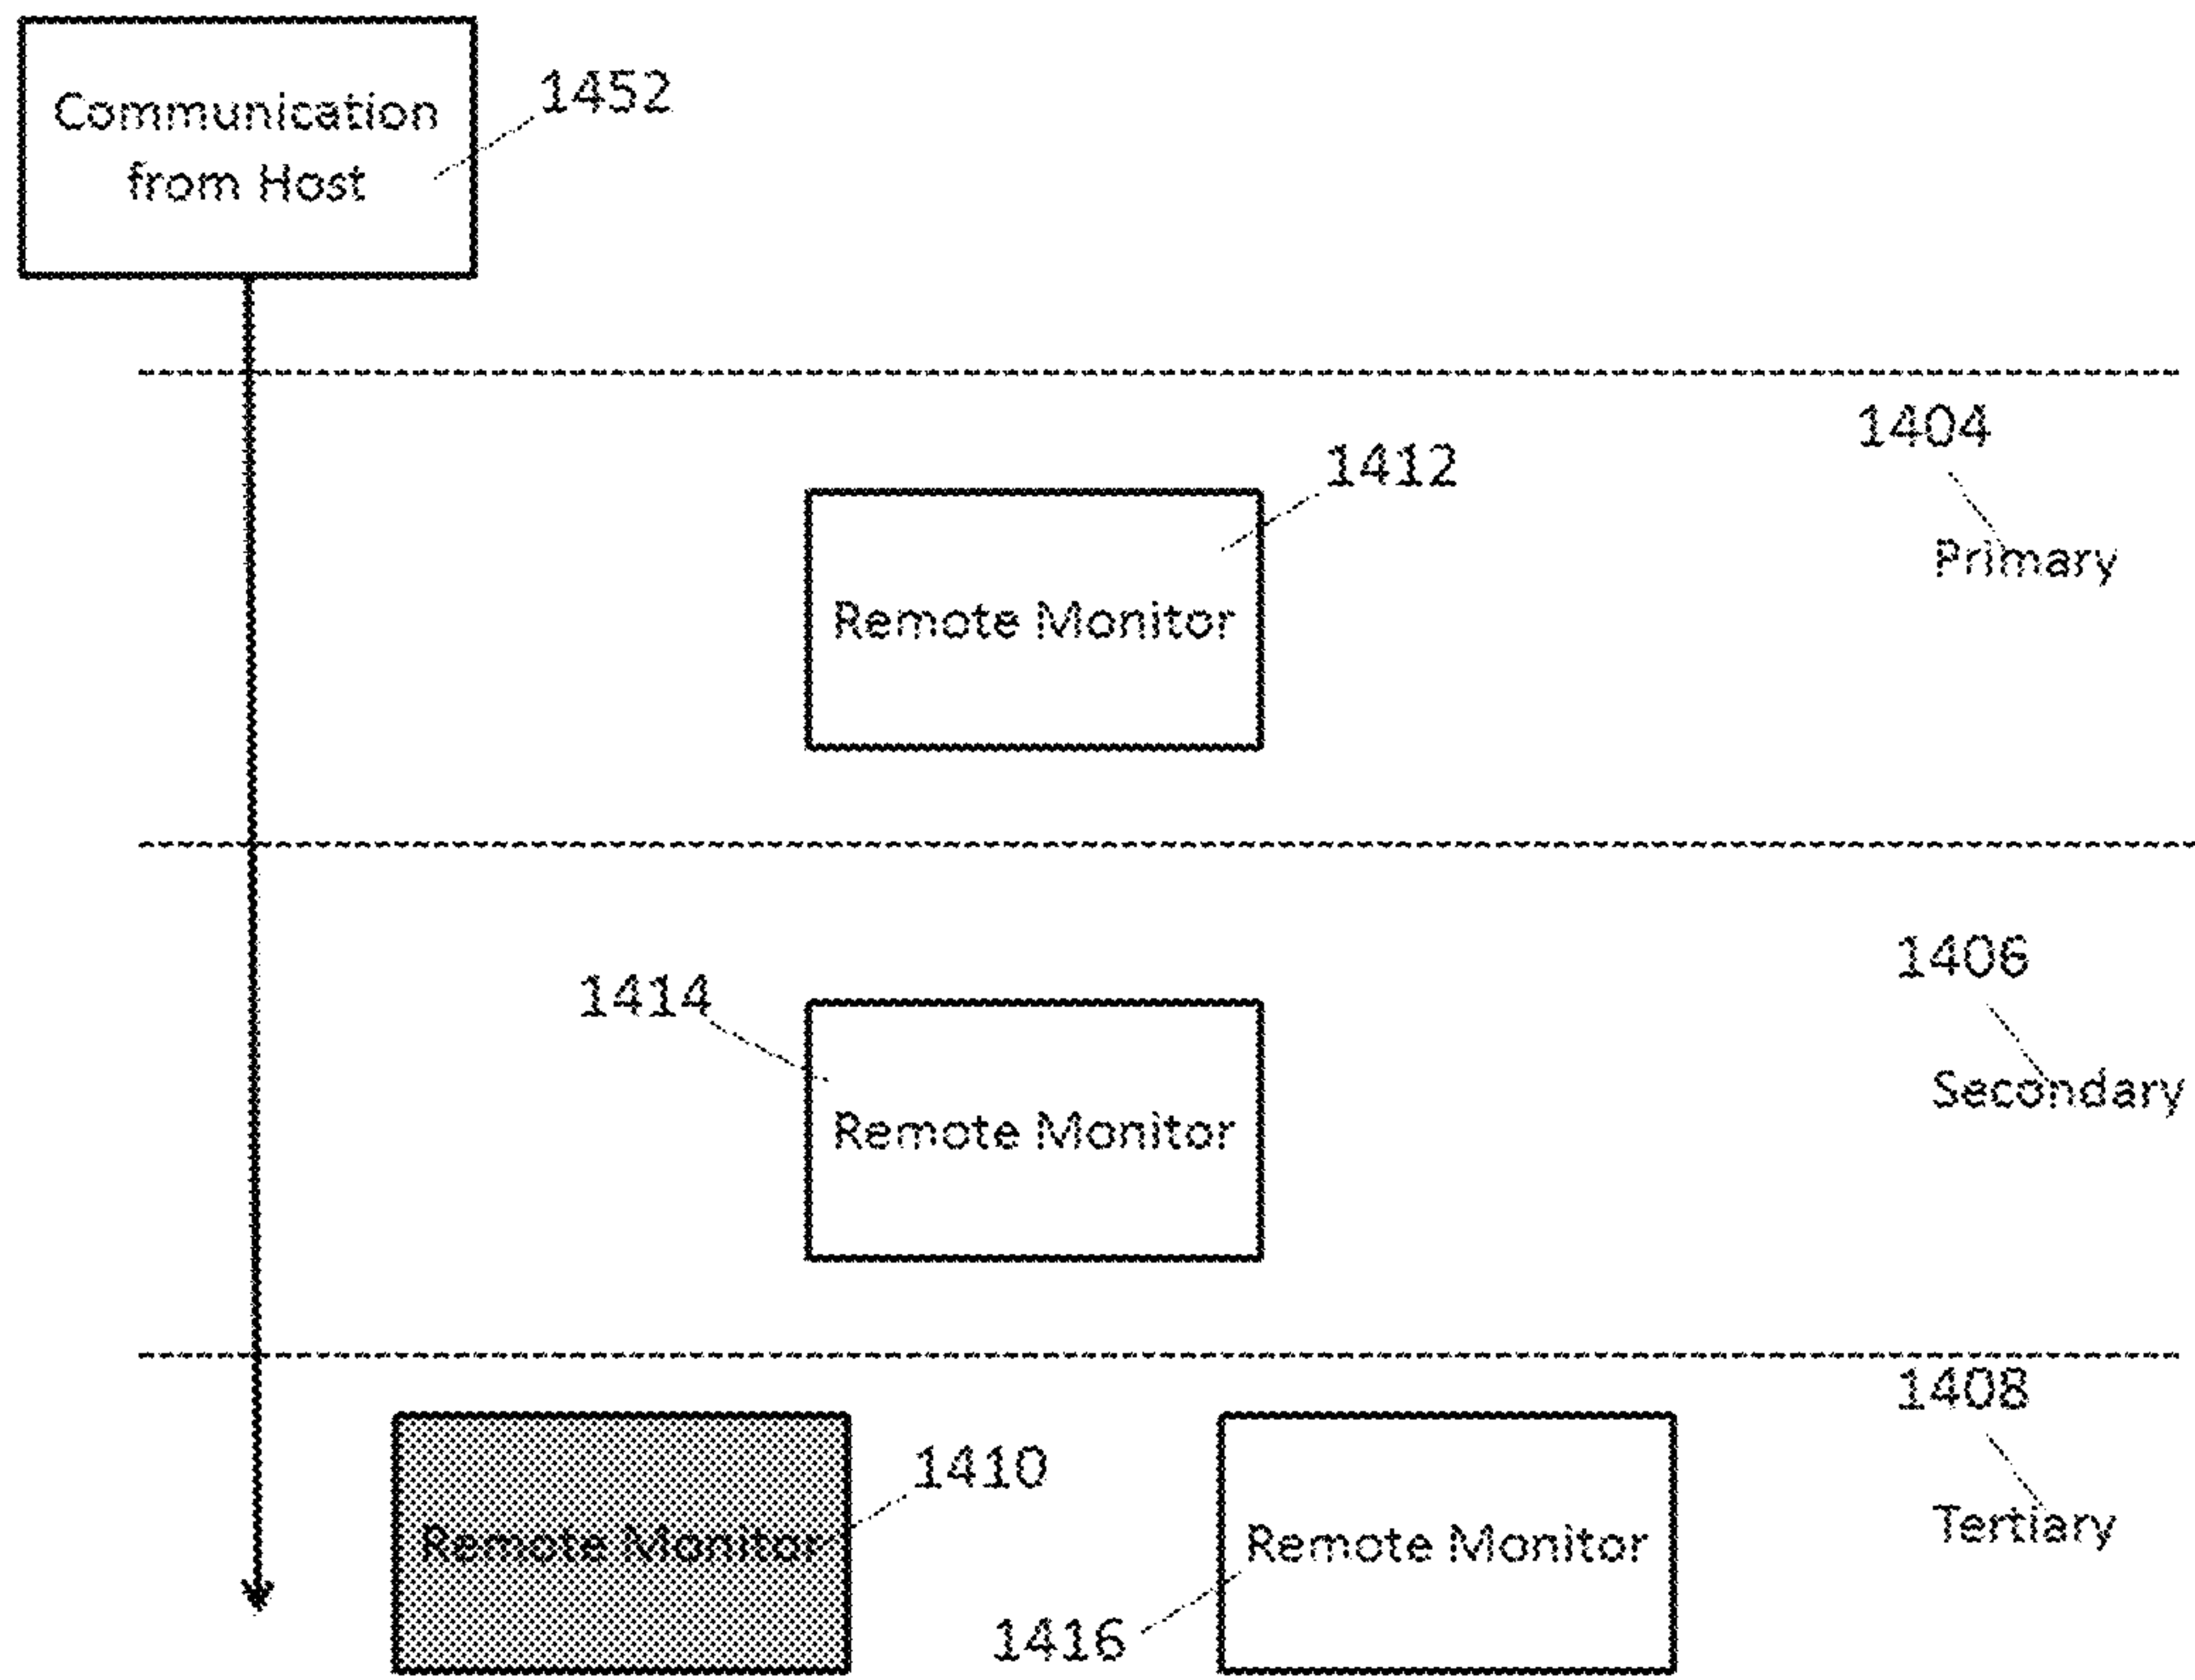 Communication
from Host
1452
1404
1412
Primary
Remote Monitor
1406
1414
Secondary
Remote Monitor
1408
1410
Tertiary
Remote Monitor
Remote Monitor
1416